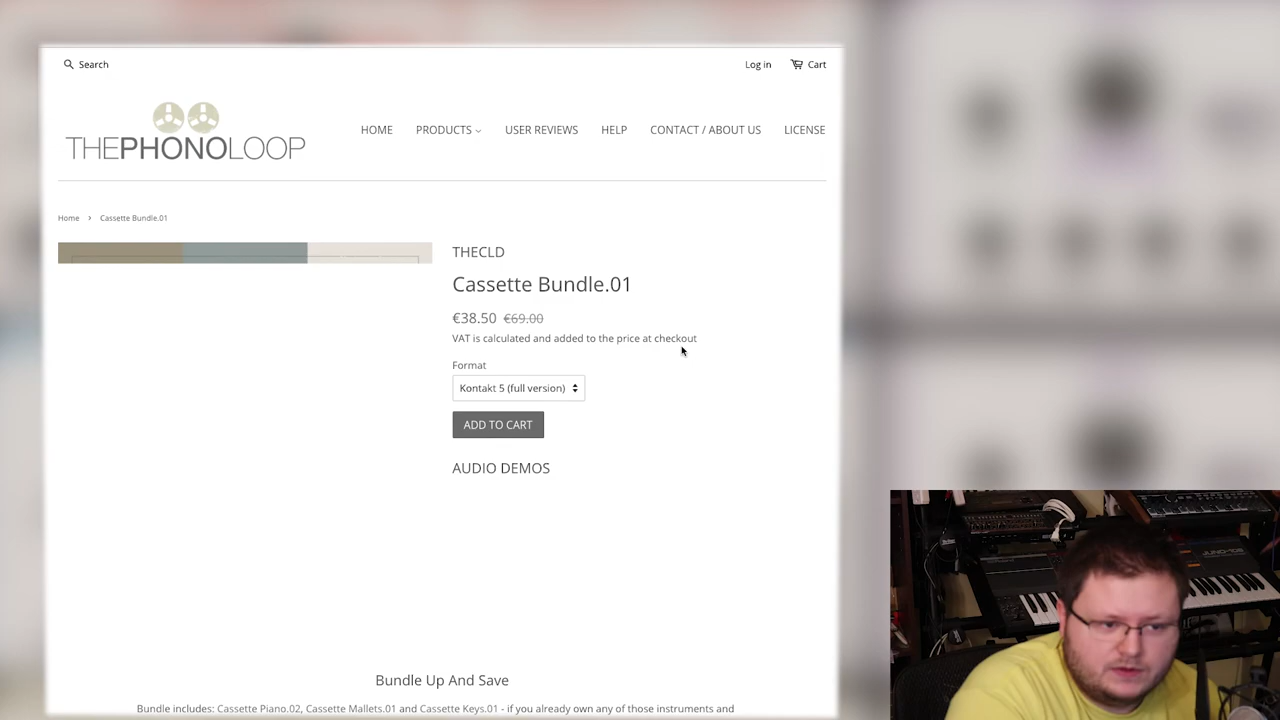 Search
Log in
Cart
THEPHONOLOOP
HOME
PRODUCTS
USER REVIEWS
HELP
CONTACT / ABOUT US
LICENSE
Home › Cassette Bundle.01
THECLD
Cassette Bundle.01
€38.50 €69.00
VAT is calculated and added to the price at checkout
Format
Kontakt 5 (full version)
ADD TO CART
AUDIO DEMOS
Bundle Up And Save
Bundle includes: Cassette Piano.02, Cassette Mallets.01 and Cassette Keys.01 - if you already own any of those instruments and